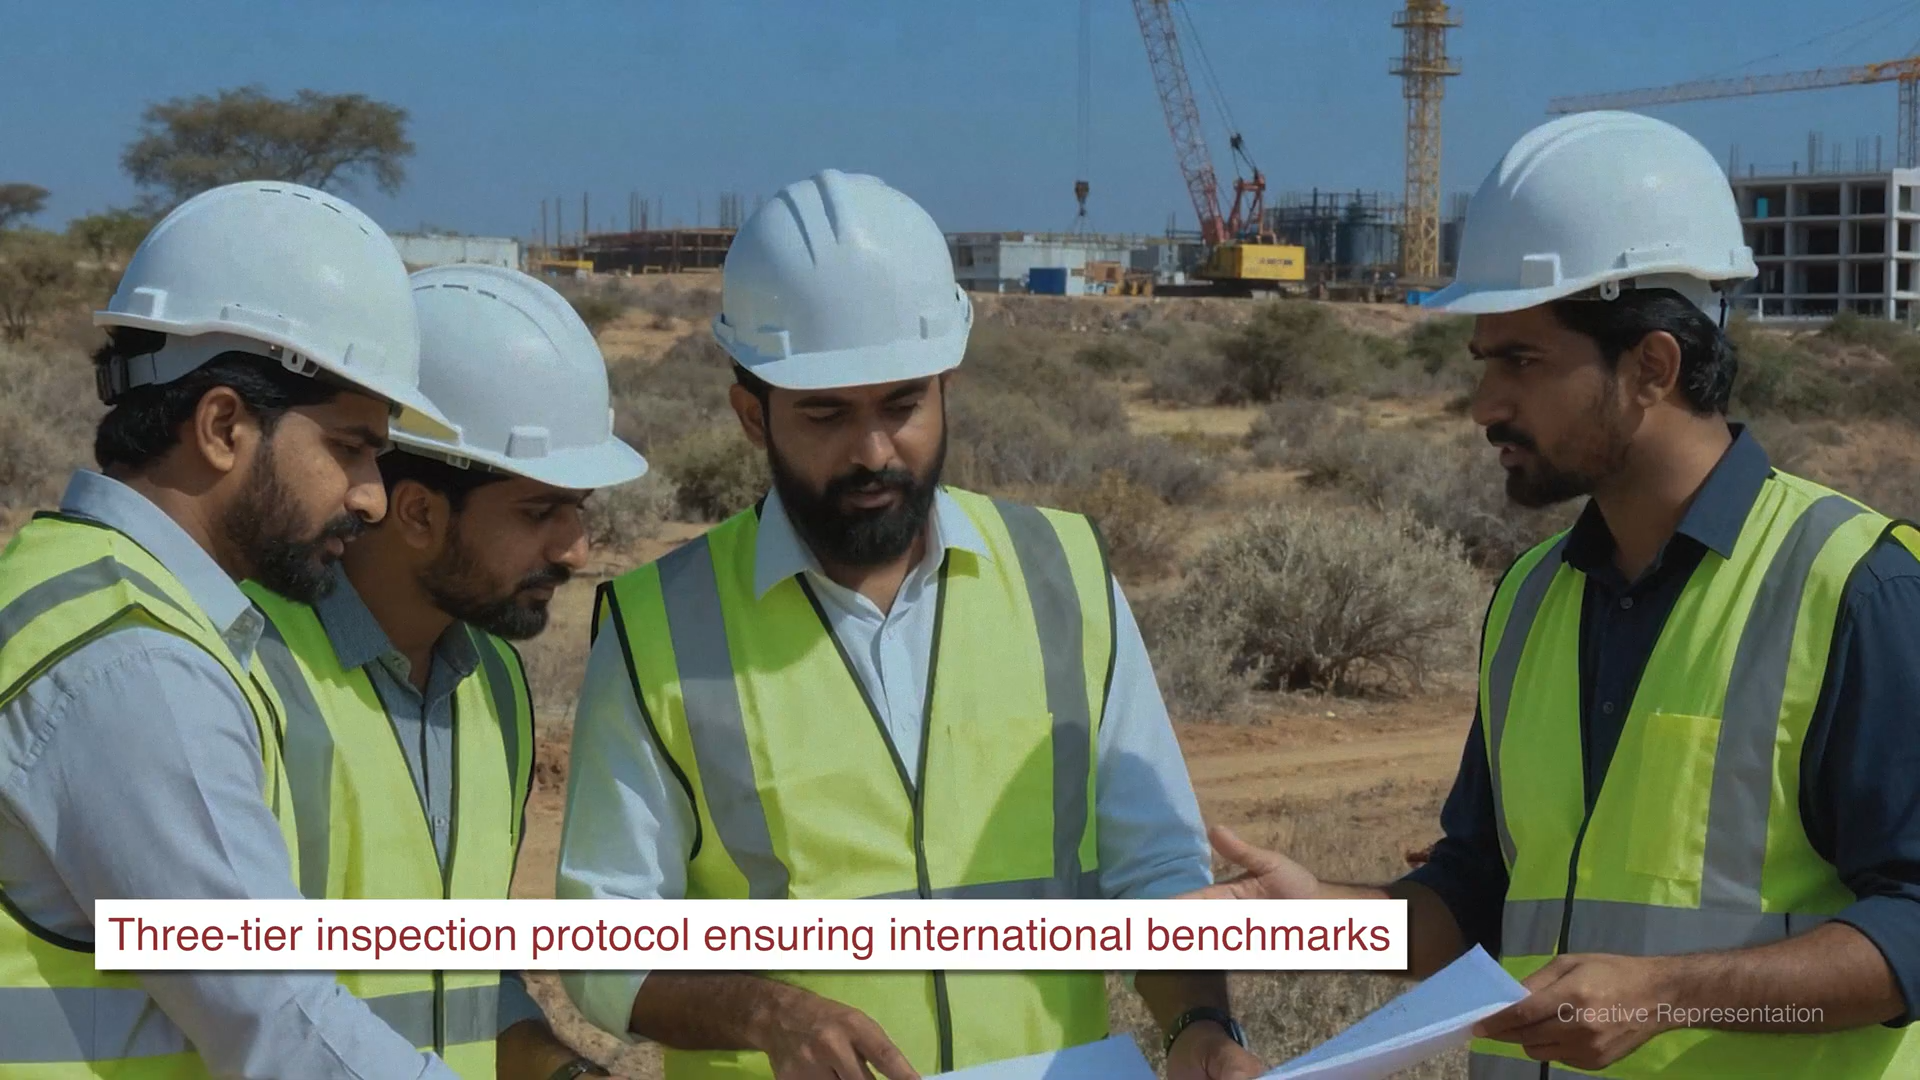 Three-tier inspection protocol ensuring international benchmarks
Creative Representation